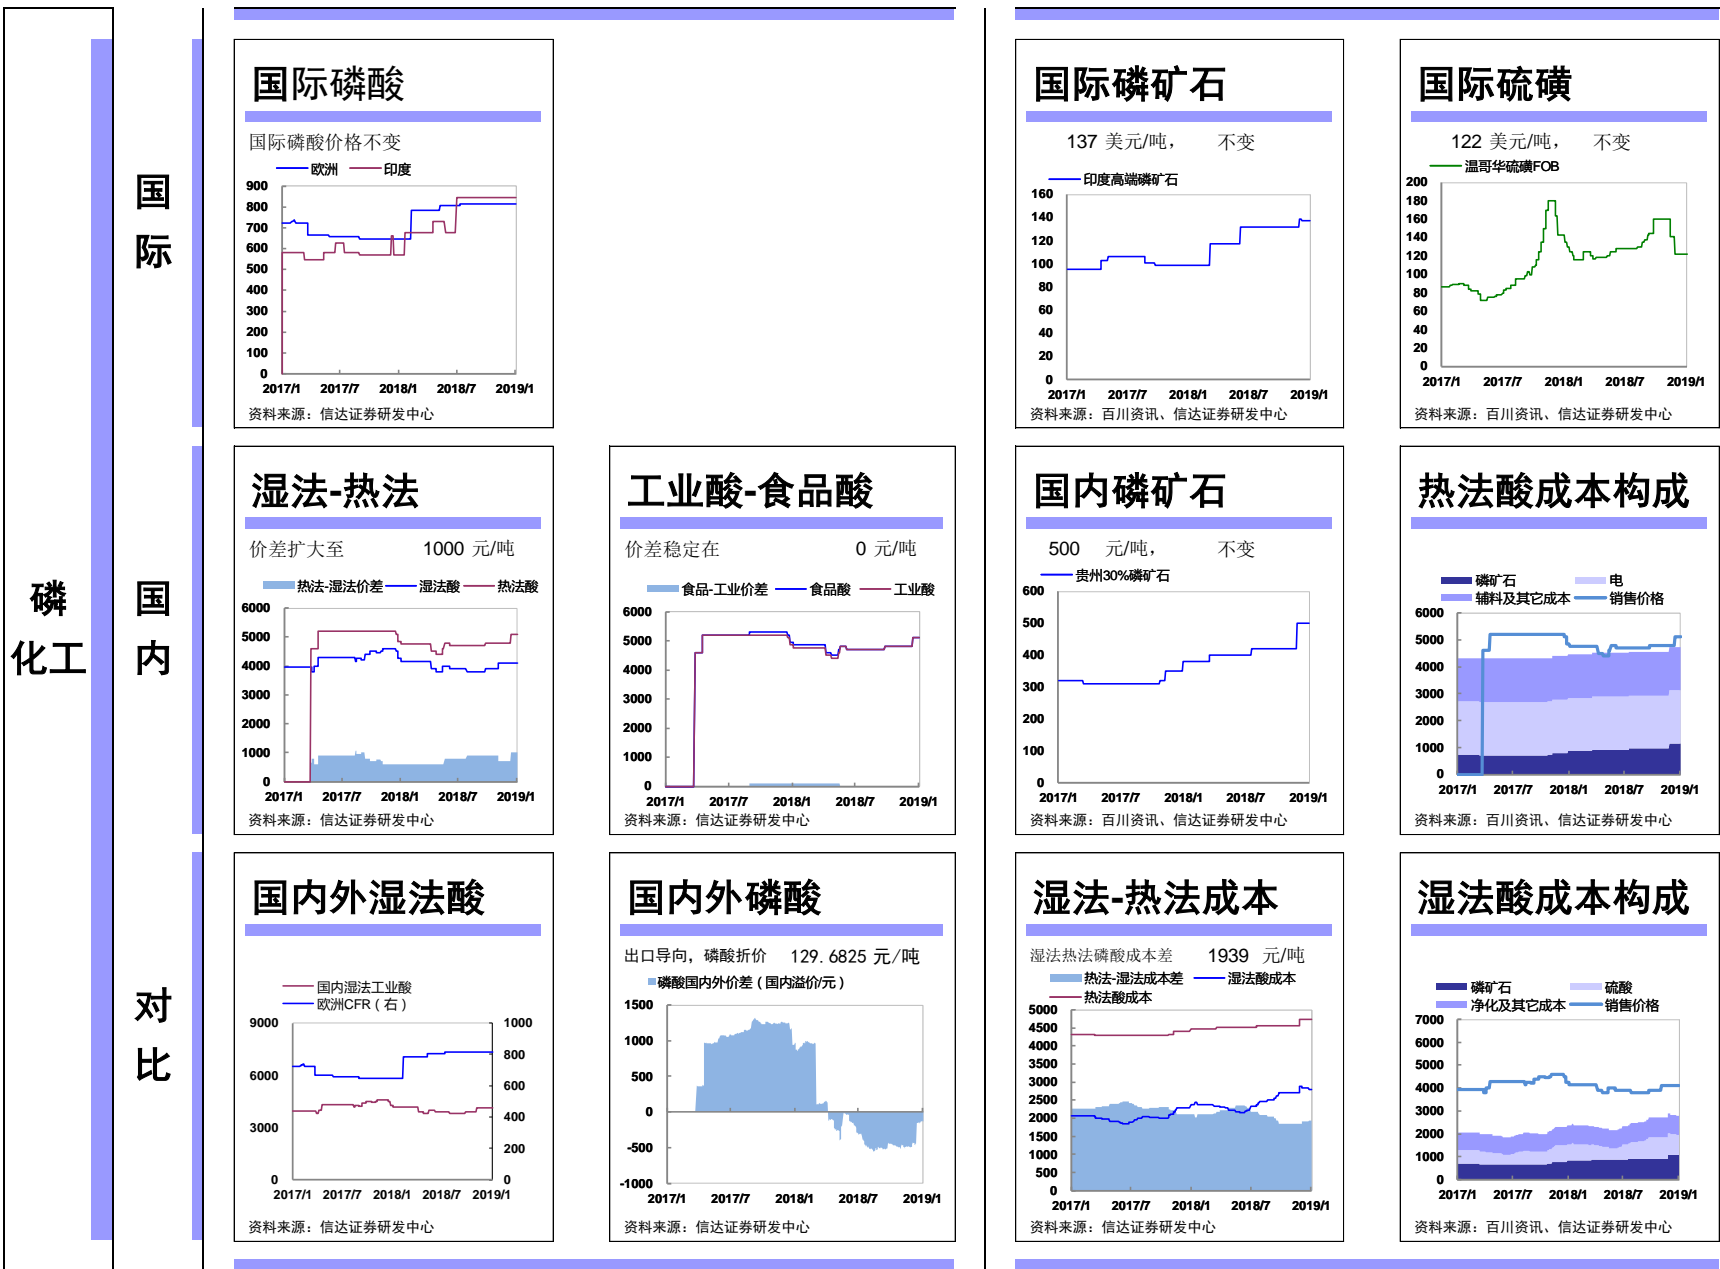 磷
化工
国
际
国
内
对
比
国际磷酸
国际磷酸价格不变
欧洲 印度
900
800
700
600
500
400
300
200
100
0
2017/1 2017/7 2018/1 2018/7 2019/1
资料来源：信达证券研发中心
国际磷矿石
137 美元/吨， 不变
印度高端磷矿石
160
140
120
100
80
60
40
20
0
2017/1 2017/7 2018/1 2018/7 2019/1
资料来源：百川资讯、信达证券研发中心
国际硫磺
122 美元/吨， 不变
温哥华硫磺FOB
200
180
160
140
120
100
80
60
40
20
0
2017/1 2017/7 2018/1 2018/7 2019/1
资料来源：百川资讯、信达证券研发中心
湿法-热法
价差扩大至 1000 元/吨
热法-湿法价差 湿法酸 热法酸
6000
5000
4000
3000
2000
1000
0
2017/1 2017/7 2018/1 2018/7 2019/1
资料来源：信达证券研发中心
工业酸-食品酸
价差稳定在 0 元/吨
食品-工业价差 食品酸 工业酸
6000
5000
4000
3000
2000
1000
0
2017/1 2017/7 2018/1 2018/7 2019/1
资料来源：信达证券研发中心
国内磷矿石
500 元/吨， 不变
贵州30%磷矿石
600
500
400
300
200
100
0
2017/1 2017/7 2018/1 2018/7 2019/1
资料来源：百川资讯、信达证券研发中心
热法酸成本构成
磷矿石 电
辅料及其它成本 销售价格
6000
5000
4000
3000
2000
1000
0
2017/1 2017/7 2018/1 2018/7 2019/1
资料来源：百川资讯、信达证券研发中心
国内外湿法酸
国内湿法工业酸
欧洲CFR（右）
9000 1000
800
6000 600
400
3000 200
0 0
2017/1 2017/7 2018/1 2018/7 2019/1
资料来源：信达证券研发中心
国内外磷酸
出口导向，磷酸折价 129.6825 元/吨
磷酸国内外价差（国内溢价/元）
1500
1000
500
0
-500
-1000
2017/1 2017/7 2018/1 2018/7 2019/1
资料来源：信达证券研发中心
湿法-热法成本
湿法热法磷酸成本差 1939 元/吨
热法-湿法成本差 湿法酸成本
热法酸成本
5000
4500
4000
3500
3000
2500
2000
1500
1000
500
0
2017/1 2017/7 2018/1 2018/7 2019/1
资料来源：百川资讯、信达证券研发中心
湿法酸成本构成
磷矿石 硫酸
净化及其它成本 销售价格
7000
6000
5000
4000
3000
2000
1000
0
2017/1 2017/7 2018/1 2018/7 2019/1
资料来源：百川资讯、信达证券研发中心